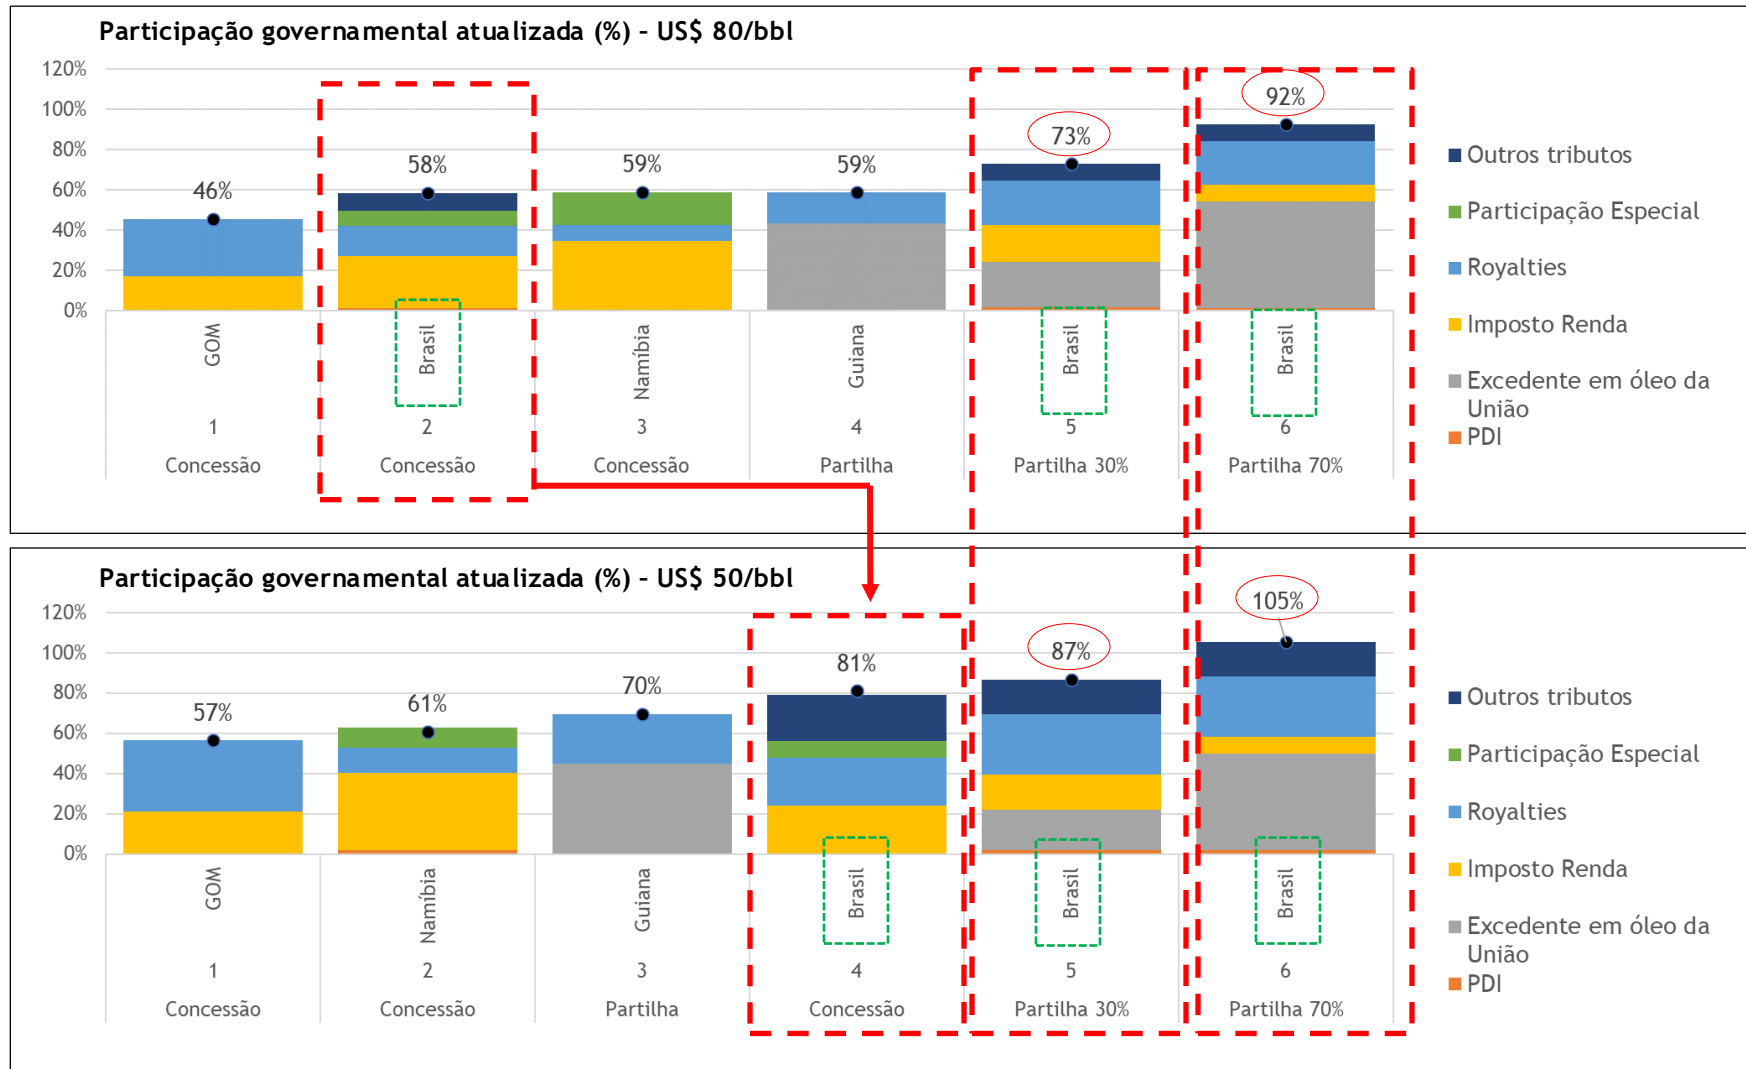 Participação governamental atualizada (%) - US$ 80/bbl
120%
100%
80%
60%
40%
20%
0%
46%
58%
59%
59%
73%
92%
GOM
Brasil
Namíbia
Guiana
Brasil
Brasil
1
2
3
4
5
6
Concessão
Concessão
Concessão
Partilha
Partilha 30%
Partilha 70%
Outros tributos
Participação Especial
Royalties
Imposto Renda
Excedente em óleo da
União
PDI
Participação governamental atualizada (%) - US$ 50/bbl
120%
100%
80%
60%
40%
20%
0%
57%
61%
70%
81%
87%
105%
GOM
Namíbia
Guiana
Brasil
Brasil
Brasil
1
2
3
4
5
6
Concessão
Concessão
Partilha
Concessão
Partilha 30%
Partilha 70%
Outros tributos
Participação Especial
Royalties
Imposto Renda
Excedente em óleo da
União
PDI